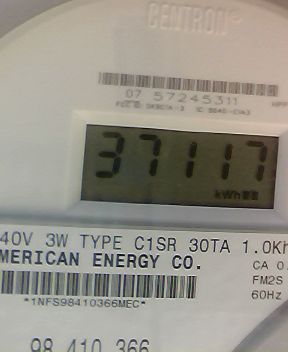 CENTRON®
07 57245311
37117
kWh
40V 3W TYPE C1SR 30TA 1.0Kh
MERICAN ENERGY CO.
CA 0.
FM2S
60Hz
*1NFS98410366MEC*
98 410 366